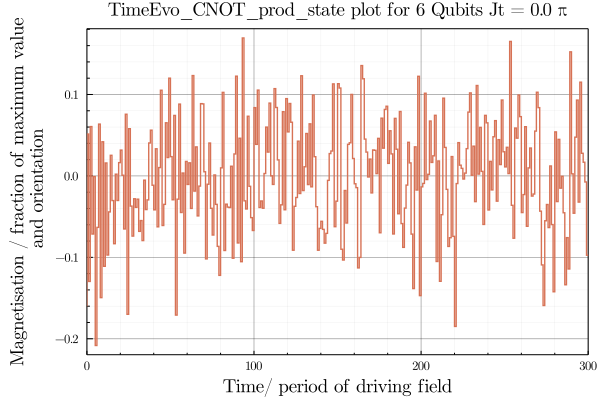 TimeEvo_CNOT_prod_state plot for 6 Qubits Jt = 0.0 π
Magnetisation / fraction of maximum value
and orientation
0.1
0.0
−0.1
−0.2
0
100
200
300
Time/ period of driving field